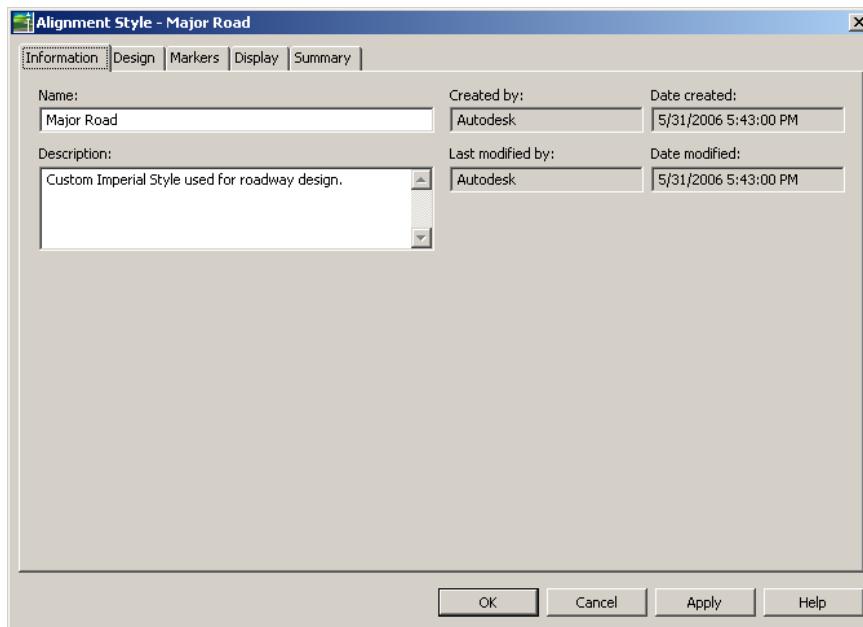 Alignment Style - Major Road
Information Design Markers Display Summary
Name:
Major Road
Created by:
Autodesk
Date created:
5/31/2006 5:43:00 PM
Description:
Custom Imperial Style used for roadway design.
Last modified by:
Autodesk
Date modified:
5/31/2006 5:43:00 PM
OK Cancel Apply Help